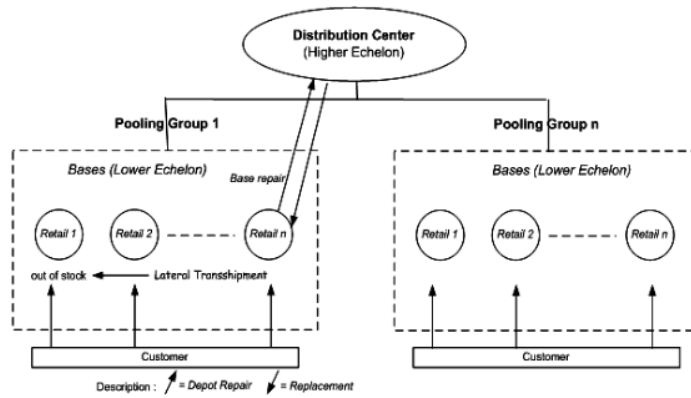 Distribution Center
(Higher Echelon)
Pooling Group 1
Pooling Group n
Bases (Lower Echelon)
Bases (Lower Echelon)
Base repair
Retail 1
Retail 2
Retail n
Retail 1
Retail 2
Retail n
out of stock
Lateral Transshipment
Customer
Customer
Description :
= Depot Repair
= Replacement